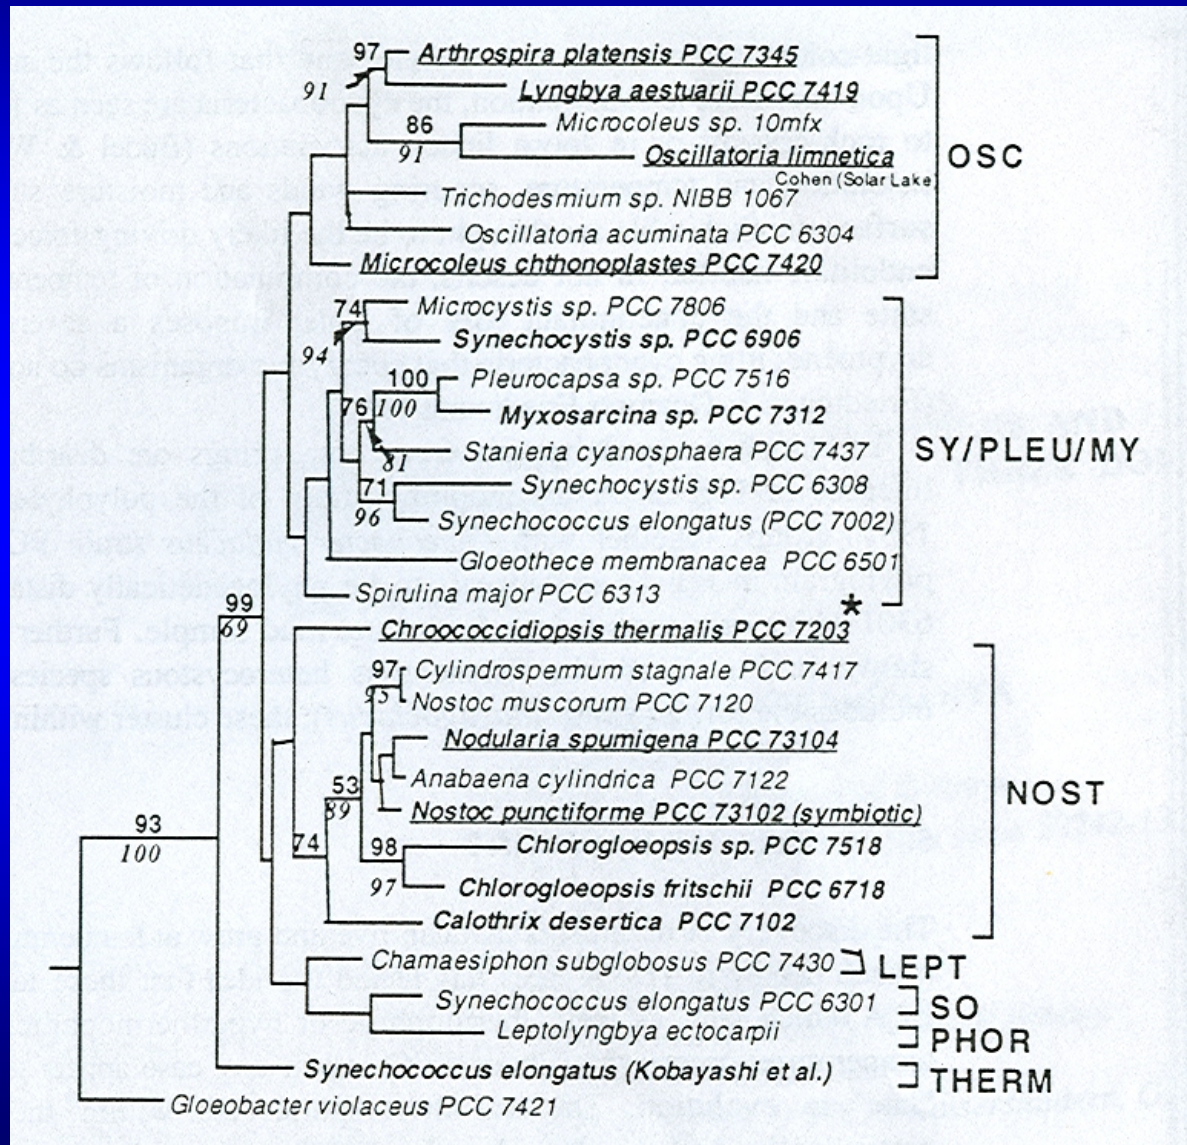 97 Arthrospira platensis PCC 7345
91 Lyngbya aestuarii PCC 7419
86 Microcoleus sp. 10mfx
91 Oscillatoria limnetica
Cohen (Solar Lake)
OSC
Trichodesmium sp. NIBB 1067
Oscillatoria acuminata PCC 6304
Microcoleus chthonoplastes PCC 7420
74 Microcystis sp. PCC 7806
94 Synechocystis sp. PCC 6906
100 Pleurocapsa sp. PCC 7516
76 100 Myxosarcina sp. PCC 7312
81 Stanieria cyanosphaera PCC 7437
SY/PLEU/MY
71 Synechocystis sp. PCC 6308
96 Synechococcus elongatus (PCC 7002)
Gloeothece membranacea PCC 6501
Spirulina major PCC 6313
99
69
Chroococcidiopsis thermalis PCC 7203 *
97 Cylindrospermum stagnale PCC 7417
95 Nostoc muscorum PCC 7120
Nodularia spumigena PCC 73104
Anabaena cylindrica PCC 7122
53
89
Nostoc punctiforme PCC 73102 (symbiotic)
NOST
93
100
74
98 Chlorogloeopsis sp. PCC 7518
97 Chlorogloeopsis fritschii PCC 6718
Calothrix desertica PCC 7102
Chamaesiphon subglobosus PCC 7430 LEPT
Synechococcus elongatus PCC 6301 SO
Leptolyngbya ectocarpii PHOR
Synechococcus elongatus (Kobayashi et al.) THERM
Gloeobacter violaceus PCC 7421